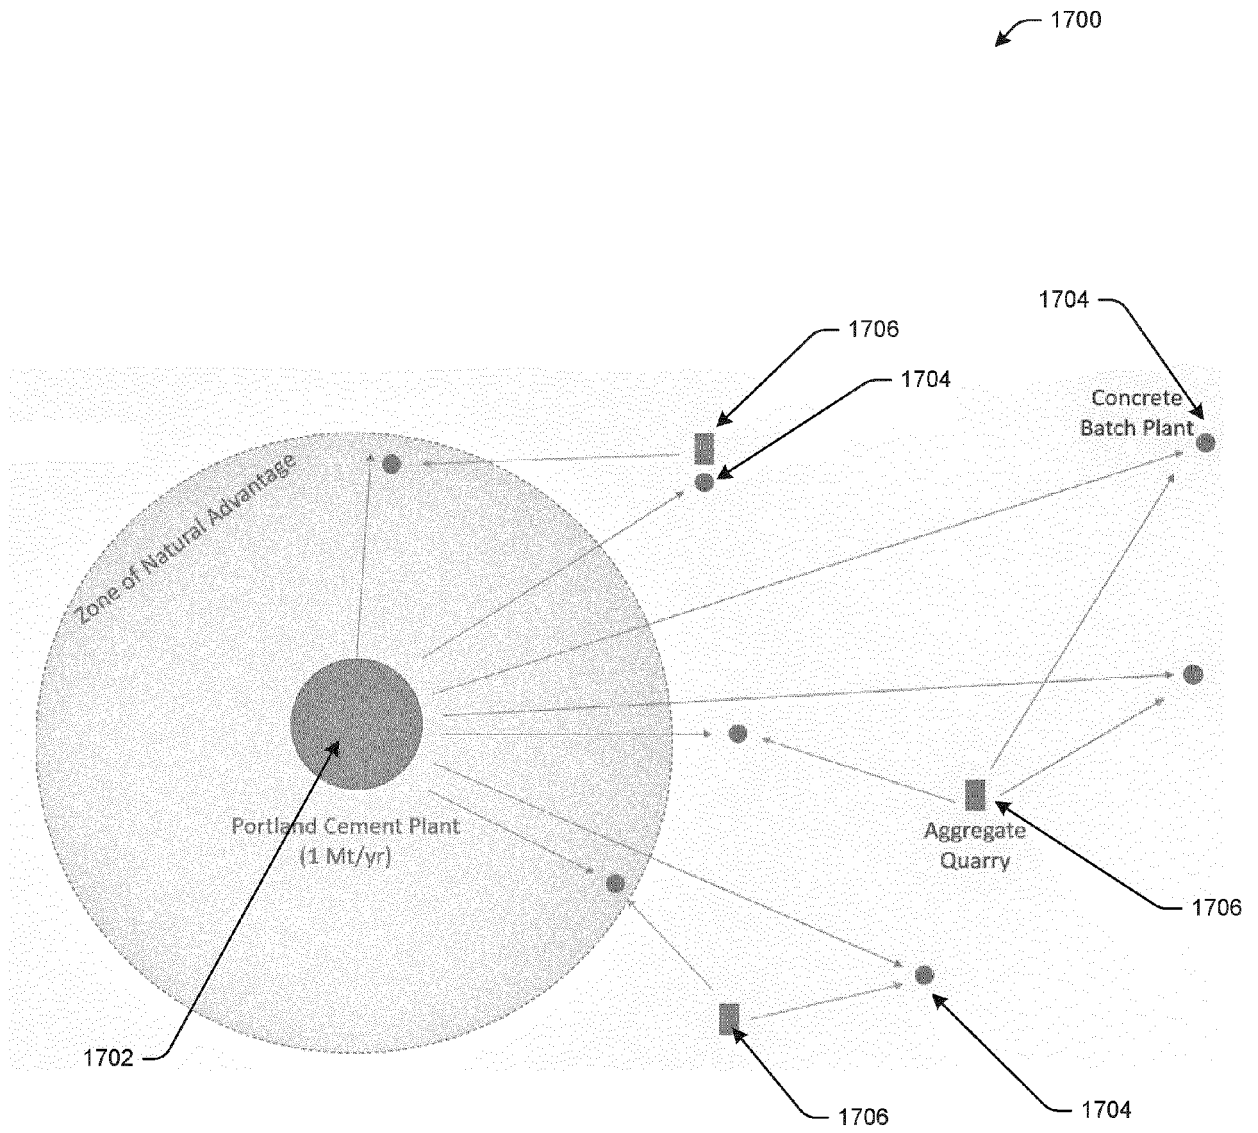 1700
1704
1706
1704
Concrete
Batch Plant
Zone of Natural Advantage
Portland Cement Plant
(1 Mt/yr)
Aggregate
Quarry
1706
1702
1706
1704